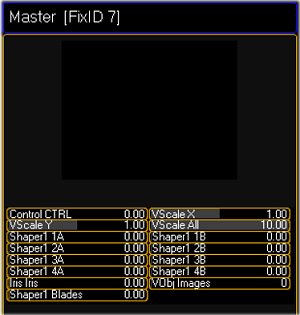 Master [FixID 7]
Control CTRL 0.00 VScale X 1.00
VScale Y 1.00 VScale All 10.00
Shaper1 1A 0.00 Shaper1 1B 0.00
Shaper1 2A 0.00 Shaper1 2B 0.00
Shaper1 3A 0.00 Shaper1 3B 0.00
Shaper1 4A 0.00 Shaper1 4B 0.00
Iris Iris 0.00 VObj Images 0
Shaper1 Blades 0.00